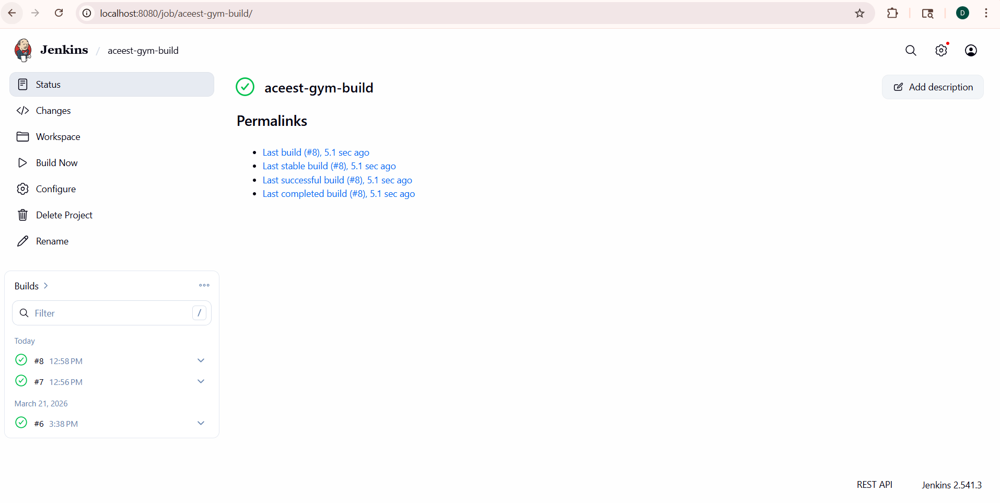 localhost:8080/job/aceest-gym-build/
D
Jenkins / aceest-gym-build
Status
Changes
Workspace
Build Now
Configure
Delete Project
Rename
aceest-gym-build
Add description
Permalinks
Last build (#8), 5.1 sec ago
Last stable build (#8), 5.1 sec ago
Last successful build (#8), 5.1 sec ago
Last completed build (#8), 5.1 sec ago
Builds
Filter /
Today
#8 12:58 PM
#7 12:56 PM
March 21, 2026
#6 3:38 PM
REST API Jenkins 2.541.3